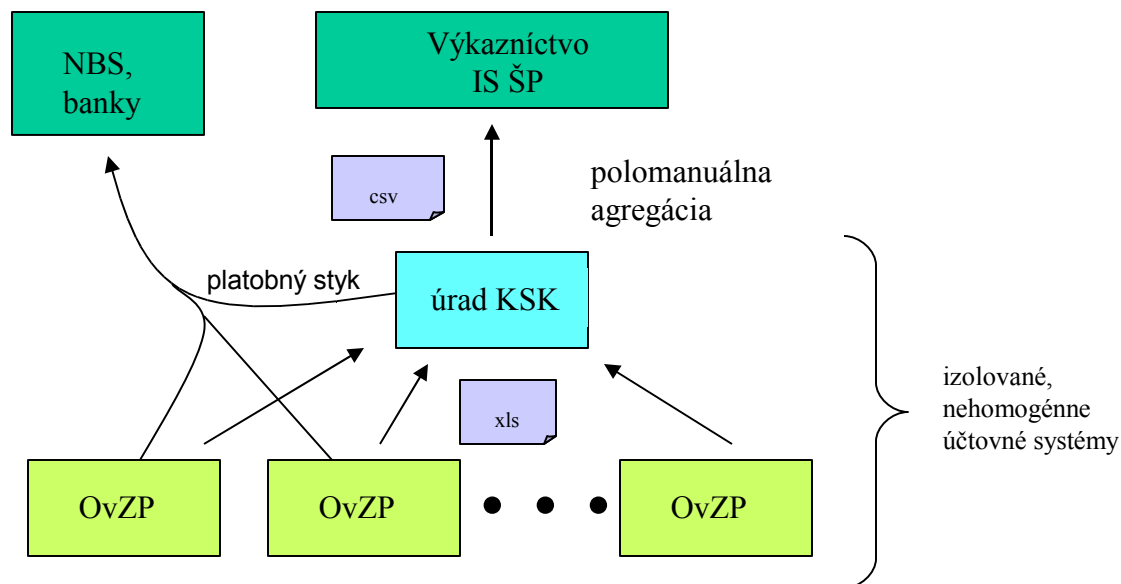 NBS,
banky
Výkazníctvo
IS ŠP
csv
polomanuálna
agregácia
platobný styk
úrad KSK
xls
izolované,
nehomogénne
účtovné systémy
OvZP
OvZP
OvZP